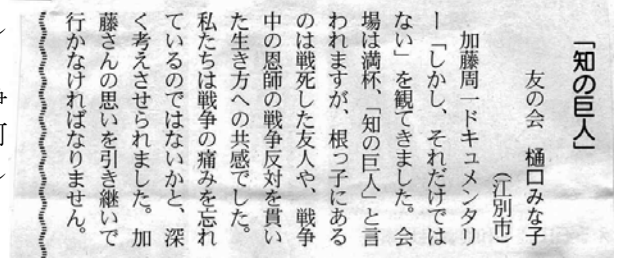 「知の巨人」
友の会　樋口みな子
（江別市）
加藤周一ドキュメンタリ
ー「しかし、それだけでは
ない」を観てきました。会
場は満杯、「知の巨人」と言
われますが、根っ子にある
のは戦死した友人や、戦争
中の恩師の戦争反対を貫い
た生き方への共感でした。
私たちは戦争の痛みを忘れ
ているのではないかと、深
く考えさせられました。加
藤さんの思いを引き継いで
行かなければなりません。